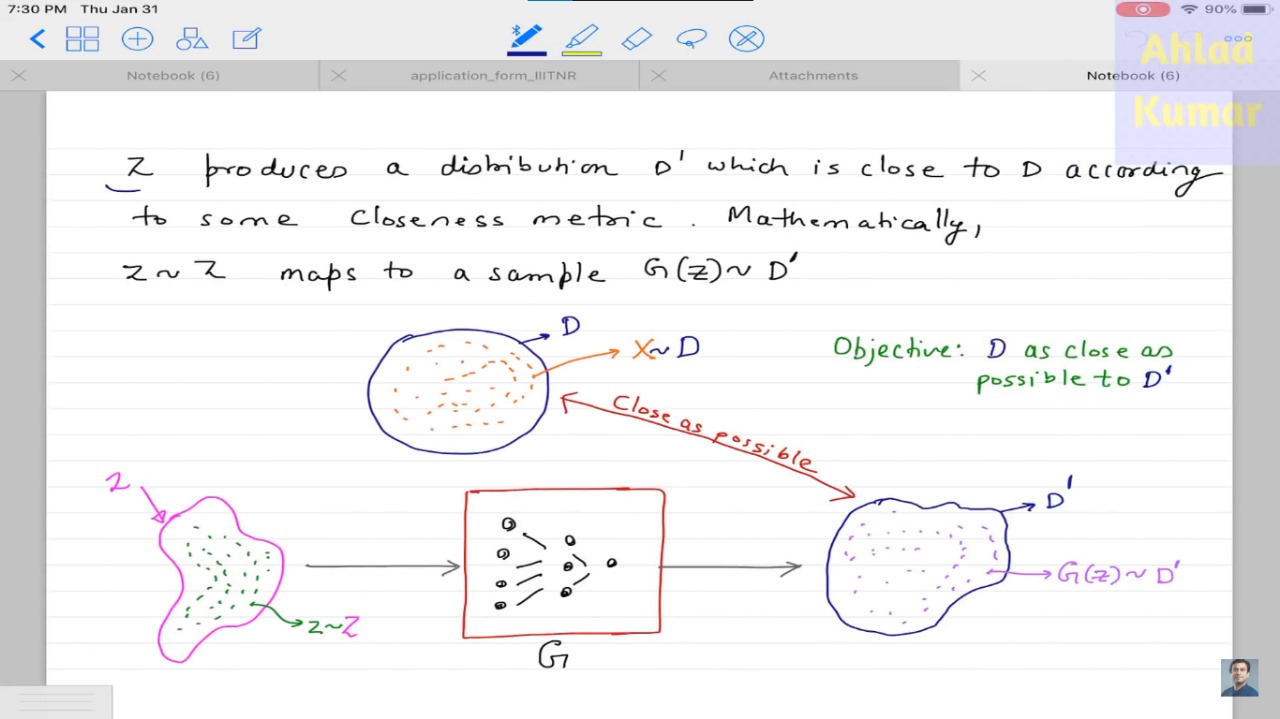 7:30 PM Thu Jan 31
90%
Ahlad
Kumar
Notebook (6)
application_form_IIITNR
Attachments
Notebook (6)
Z produces a distribution D' which is close to D according
to some closeness metric. Mathematically,
z ~ Z maps to a sample G(z) ~ D'
D
X ~ D
Objective: D as close as
possible to D'
Close as possible
Z
z ~ Z
G
D'
G(z) ~ D'